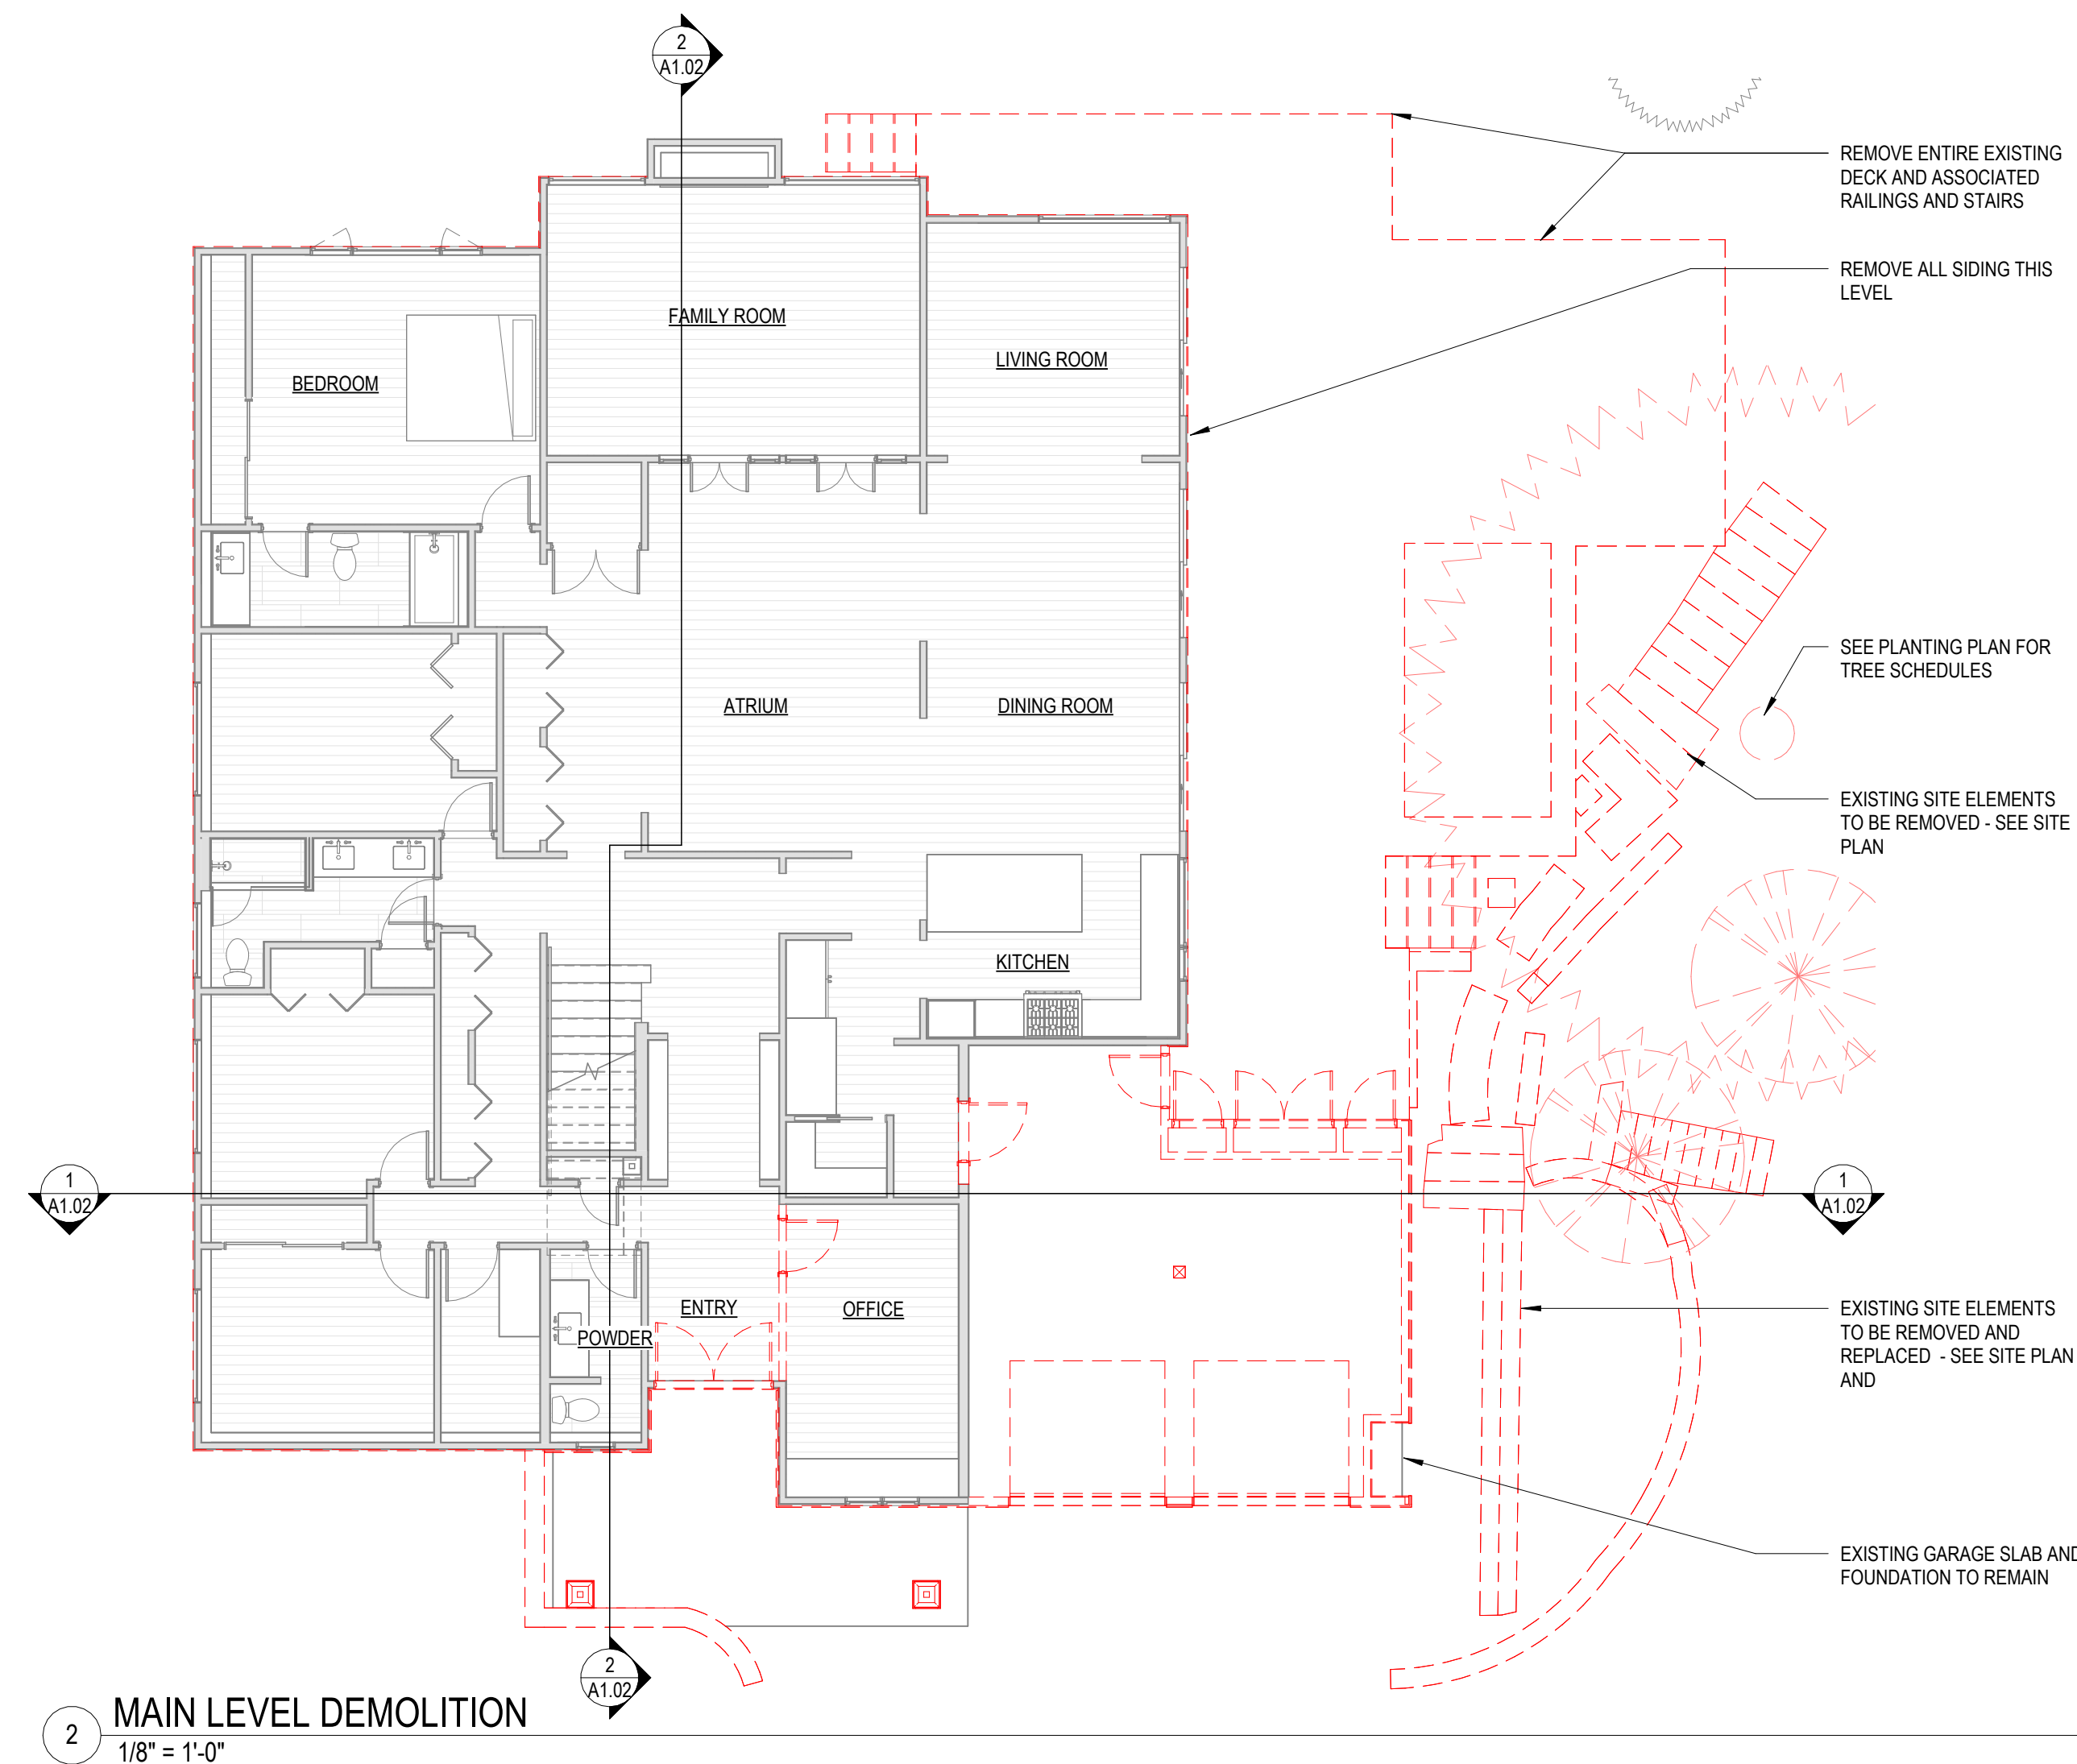 2
A1.02
REMOVE ENTIRE EXISTING
DECK AND ASSOCIATED
RAILINGS AND STAIRS
REMOVE ALL SIDING THIS
LEVEL
FAMILY ROOM
LIVING ROOM
BEDROOM
SEE PLANTING PLAN FOR
TREE SCHEDULES
ATRIUM
DINING ROOM
EXISTING SITE ELEMENTS
TO BE REMOVED - SEE SITE
PLAN
KITCHEN
1
A1.02
1
A1.02
ENTRY
OFFICE
POWDER
EXISTING SITE ELEMENTS
TO BE REMOVED AND
REPLACED - SEE SITE PLAN
AND
EXISTING GARAGE SLAB AND
FOUNDATION TO REMAIN
2
A1.02
2
MAIN LEVEL DEMOLITION
1/8" = 1'-0"